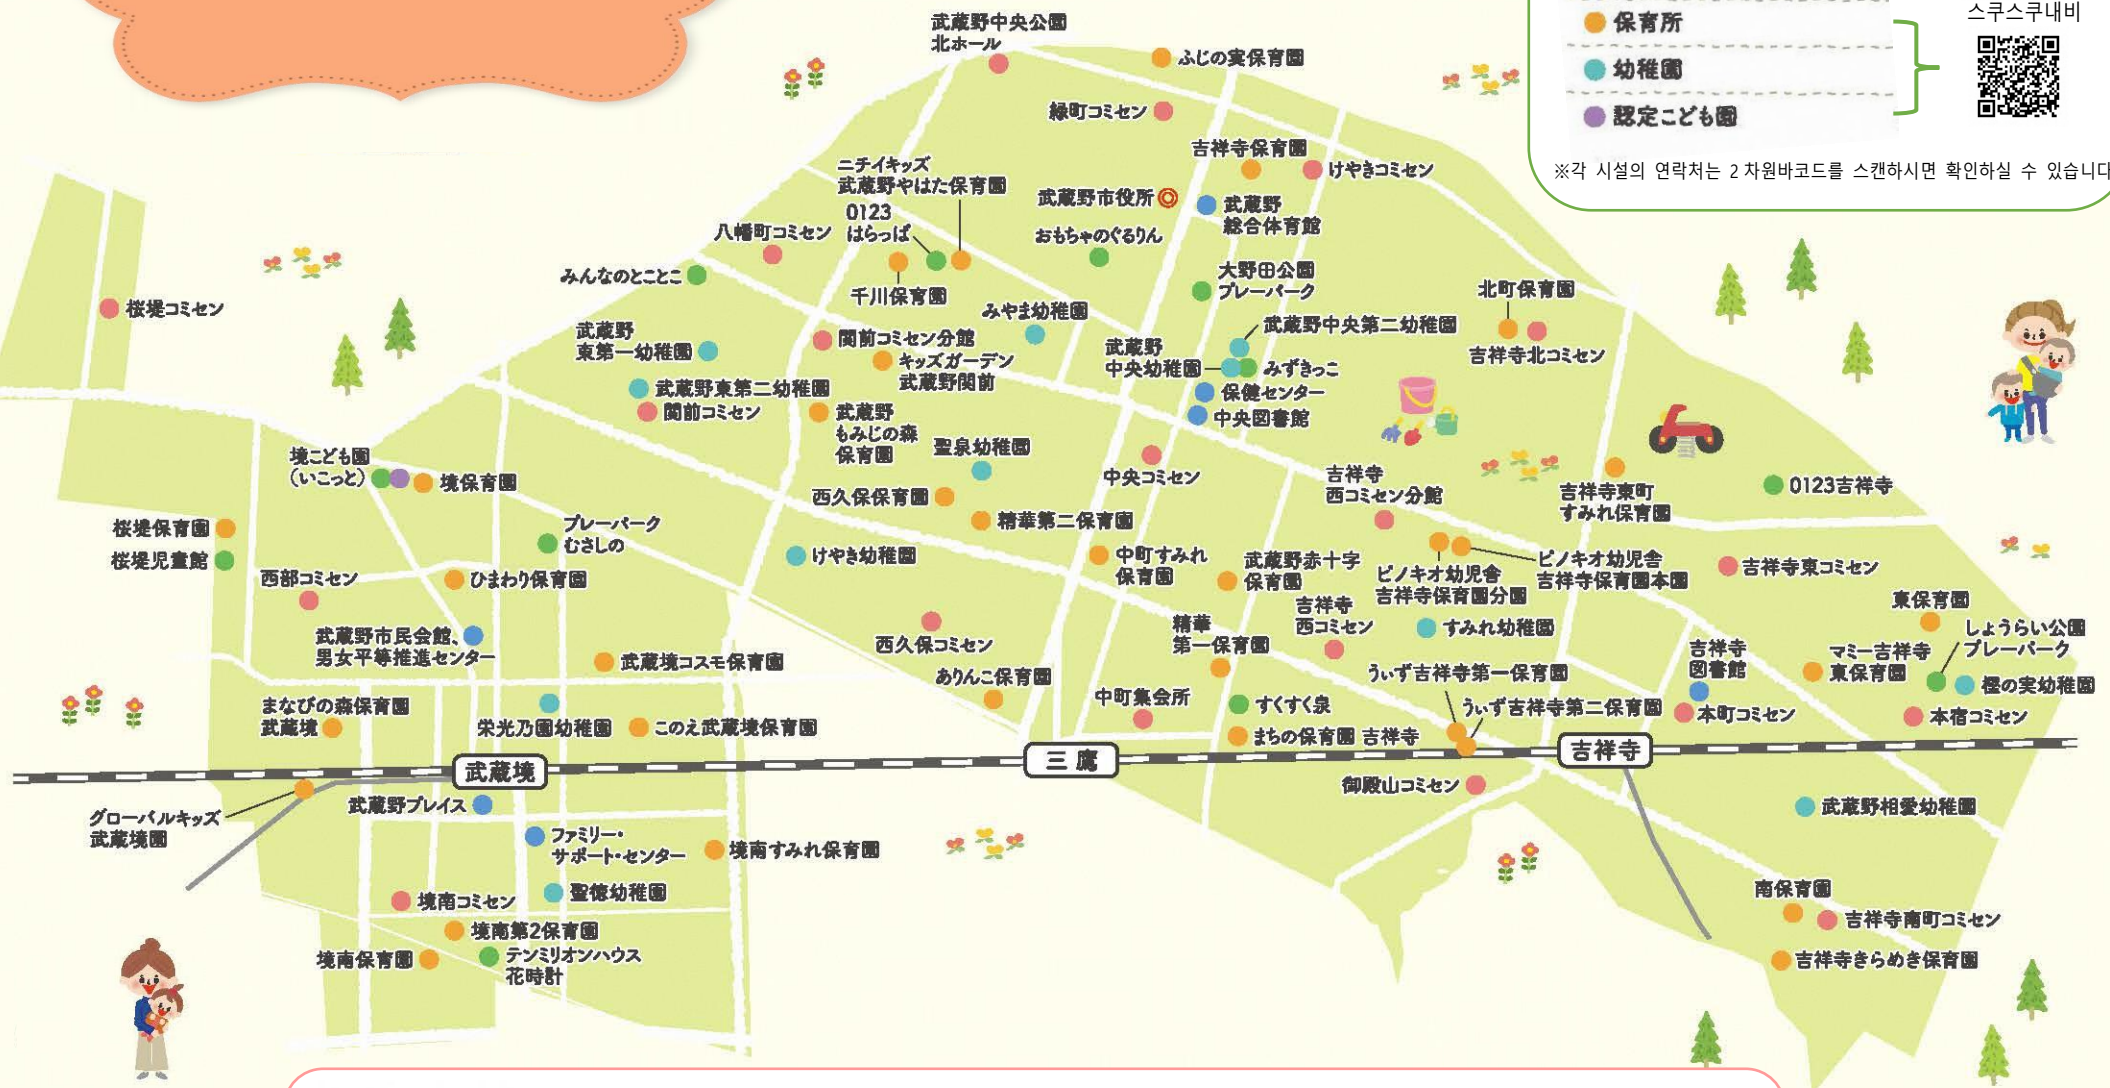 スクスク내비
保育所
幼稚園
認定こども園
※각 시설의 연락처는 2차원바코드를 스캔하시면 확인하실 수 있습니다
武蔵野中央公園
北ホール
ふじの実保育園
緑町コミセン
吉祥寺保育園
けやきコミセン
ニチイキッズ
武蔵野やはた保育園
0123
はらっぱ
武蔵野市役所
武蔵野
総合体育館
八幡町コミセン
おもちゃのぐるりん
みんなのとことこ
千川保育園
大野田公園
プレーパーク
北町保育園
桜堤コミセン
みやま幼稚園
武蔵野
東第一幼稚園
関前コミセン分館
武蔵野中央第二幼稚園
武蔵野
中央幼稚園
みずきっこ
吉祥寺北コミセン
キッズガーデン
武蔵野関前
武蔵野東第二幼稚園
保健センター
関前コミセン
武蔵野
もみじの森
保育園
中央図書館
聖泉幼稚園
境こども園
(いこっと)
境保育園
中央コミセン
吉祥寺
西コミセン分館
吉祥寺東町
すみれ保育園
0123吉祥寺
西久保保育園
精華第二保育園
桜堤保育園
プレーパーク
むさしの
桜堤児童館
けやき幼稚園
中町すみれ
保育園
武蔵野赤十字
保育園
ピノキオ幼児舎
吉祥寺保育園分園
ピノキオ幼児舎
吉祥寺保育園本園
吉祥寺東コミセン
西部コミセン
ひまわり保育園
吉祥寺
西コミセン
東保育園
武蔵野市民会館、
男女平等推進センター
西久保コミセン
精華
第一保育園
すみれ幼稚園
しょうらい公園
プレーパーク
武蔵境コスモ保育園
吉祥寺
図書館
マミー吉祥寺
東保育園
ありんこ保育園
うぃず吉祥寺第一保育園
樫の実幼稚園
まなびの森保育園
武蔵境
中町集会所
すくすく泉
うぃず吉祥寺第二保育園
本町コミセン
本宿コミセン
栄光乃園幼稚園
このえ武蔵境保育園
まちの保育園 吉祥寺
武蔵境
三鷹
吉祥寺
御殿山コミセン
グローバルキッズ
武蔵境園
武蔵野プレイス
武蔵野相愛幼稚園
ファミリー・
サポート・センター
境南すみれ保育園
聖徳幼稚園
境南コミセン
南保育園
吉祥寺南町コミセン
境南第2保育園
境南保育園
テンミリオンハウス
花時計
吉祥寺きらめき保育園